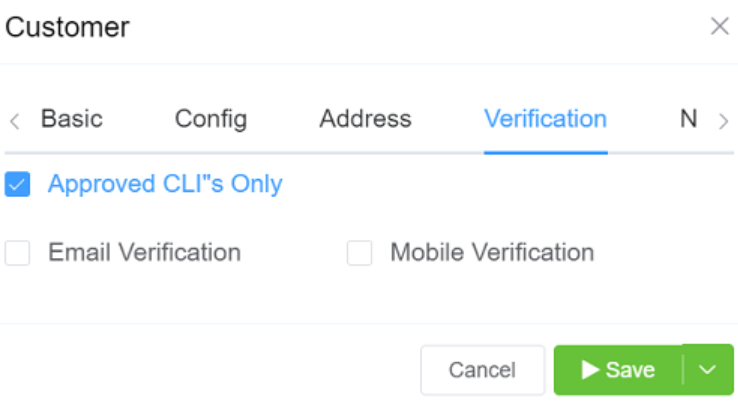 Customer
Basic Config Address Verification N
Approved CLI"s Only
Email Verification Mobile Verification
Cancel Save